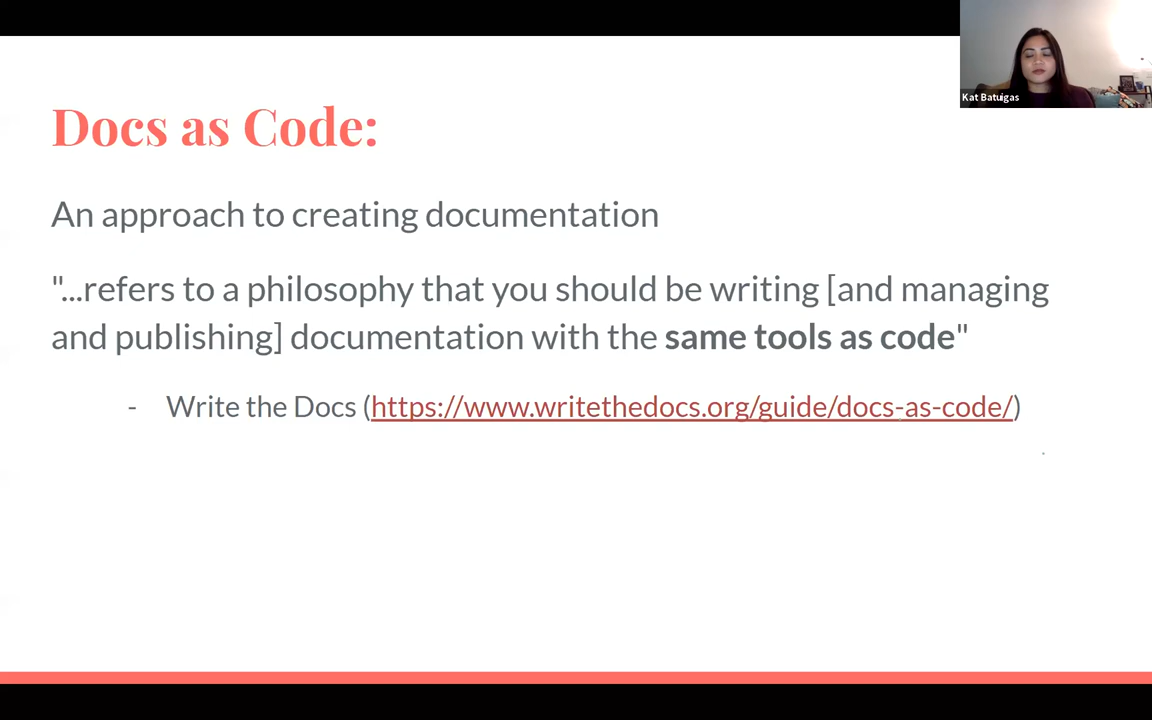 Kat Batuigas
Docs as Code:
An approach to creating documentation
"...refers to a philosophy that you should be writing [and managing
and publishing] documentation with the same tools as code"
- Write the Docs (https://www.writethedocs.org/guide/docs-as-code/)